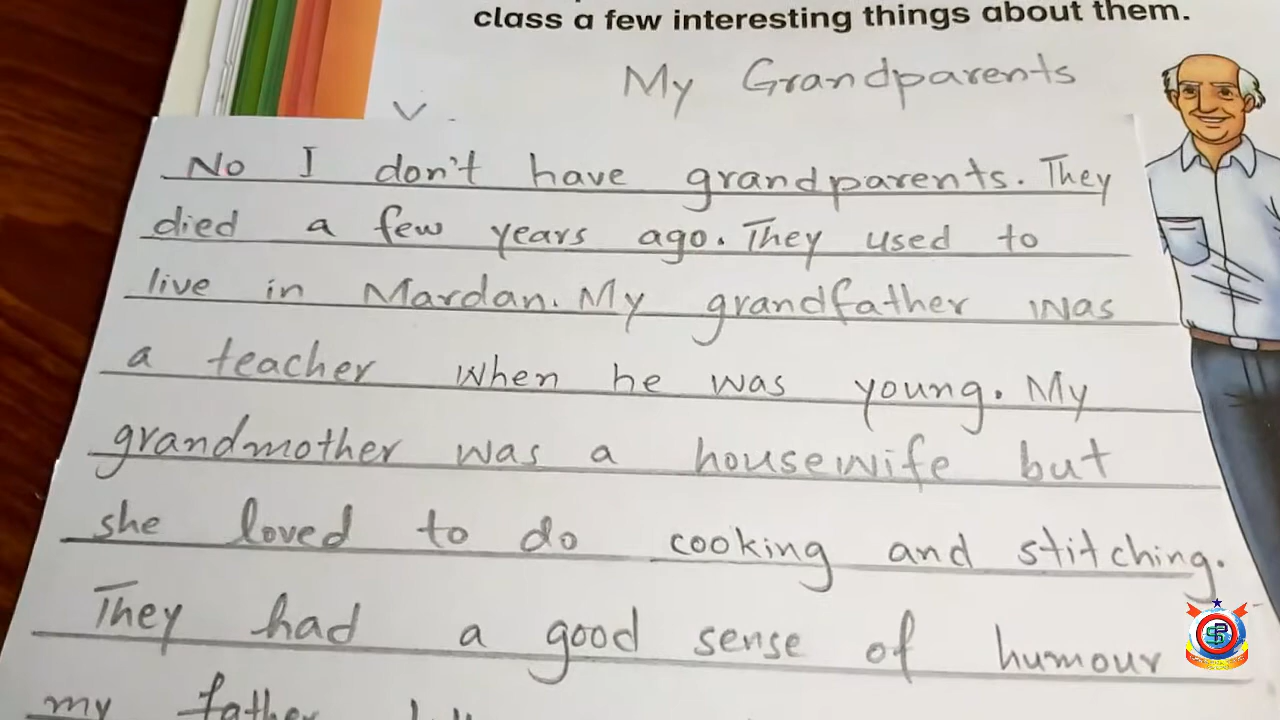 class a few interesting things about them.
My Grandparents
No I don't have grandparents. They
died a few years ago. They used to
live in Mardan. My grandfather was
a teacher when he was young. My
grandmother was a housewife but
she loved to do cooking and stitching.
They had a good sense of humour
my father